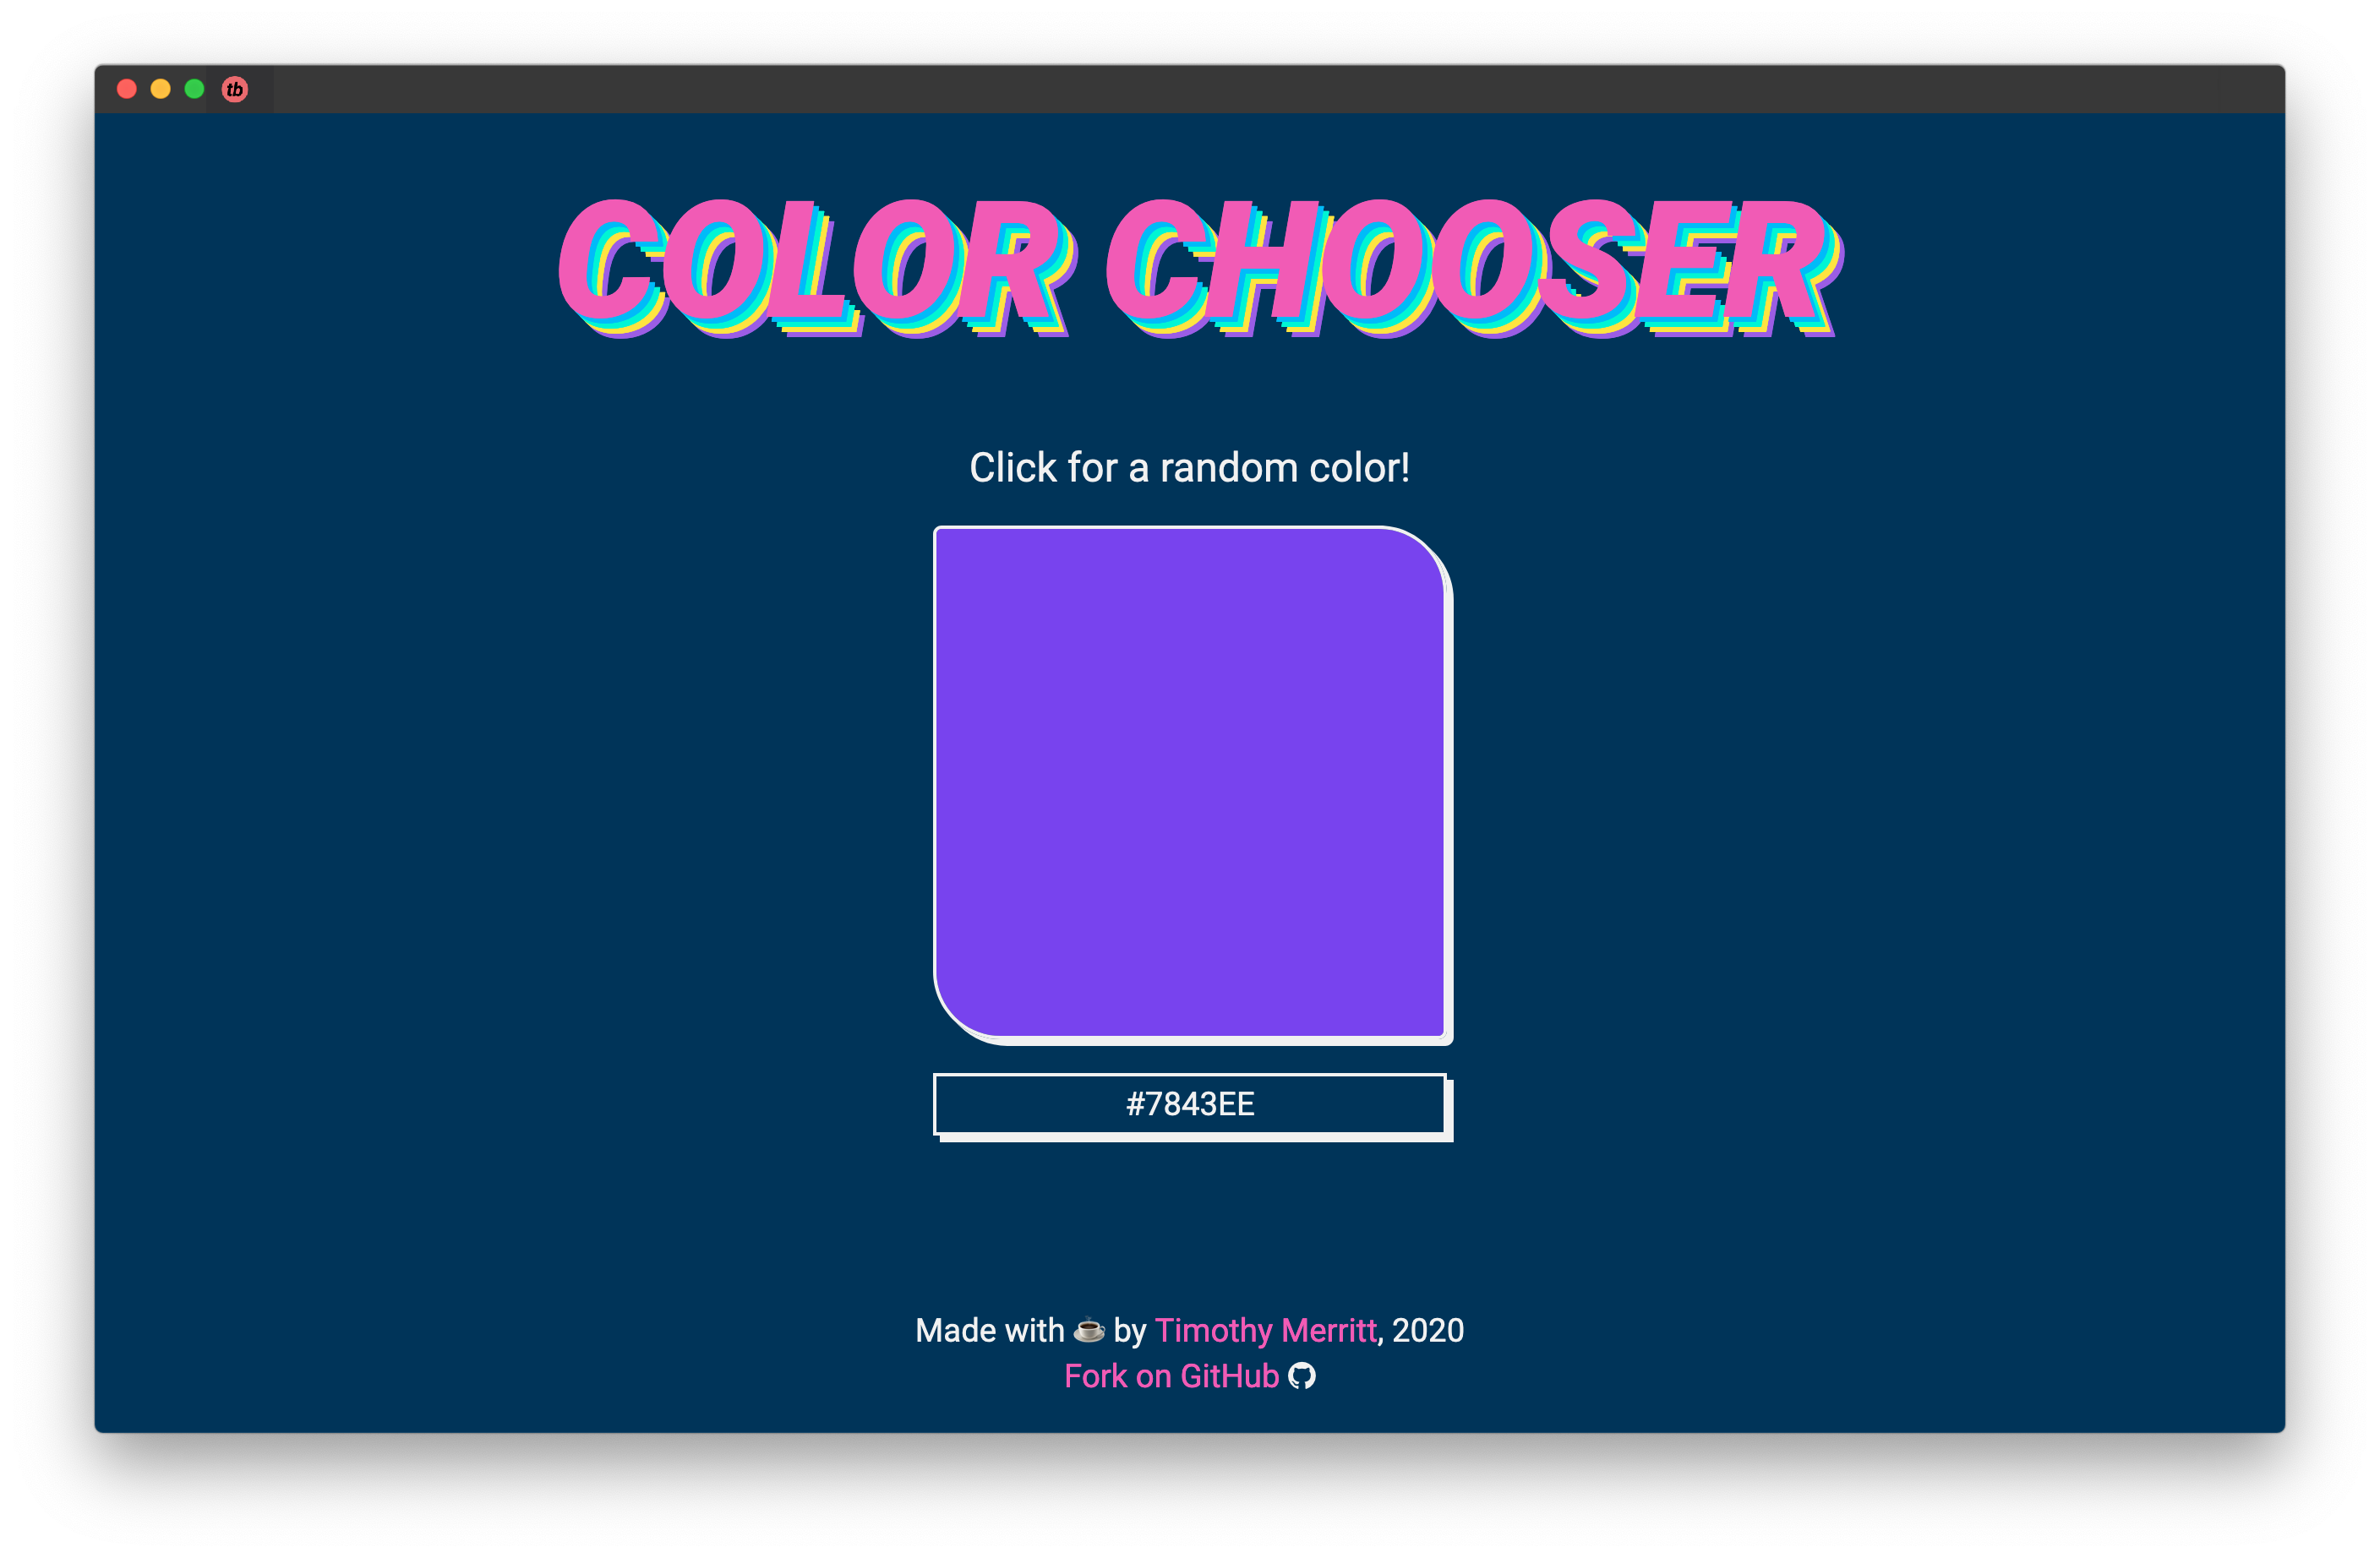 tb
COLOR CHOOSER
Click for a random color!
#7843EE
Made with ☕ by Timothy Merritt, 2020
Fork on GitHub